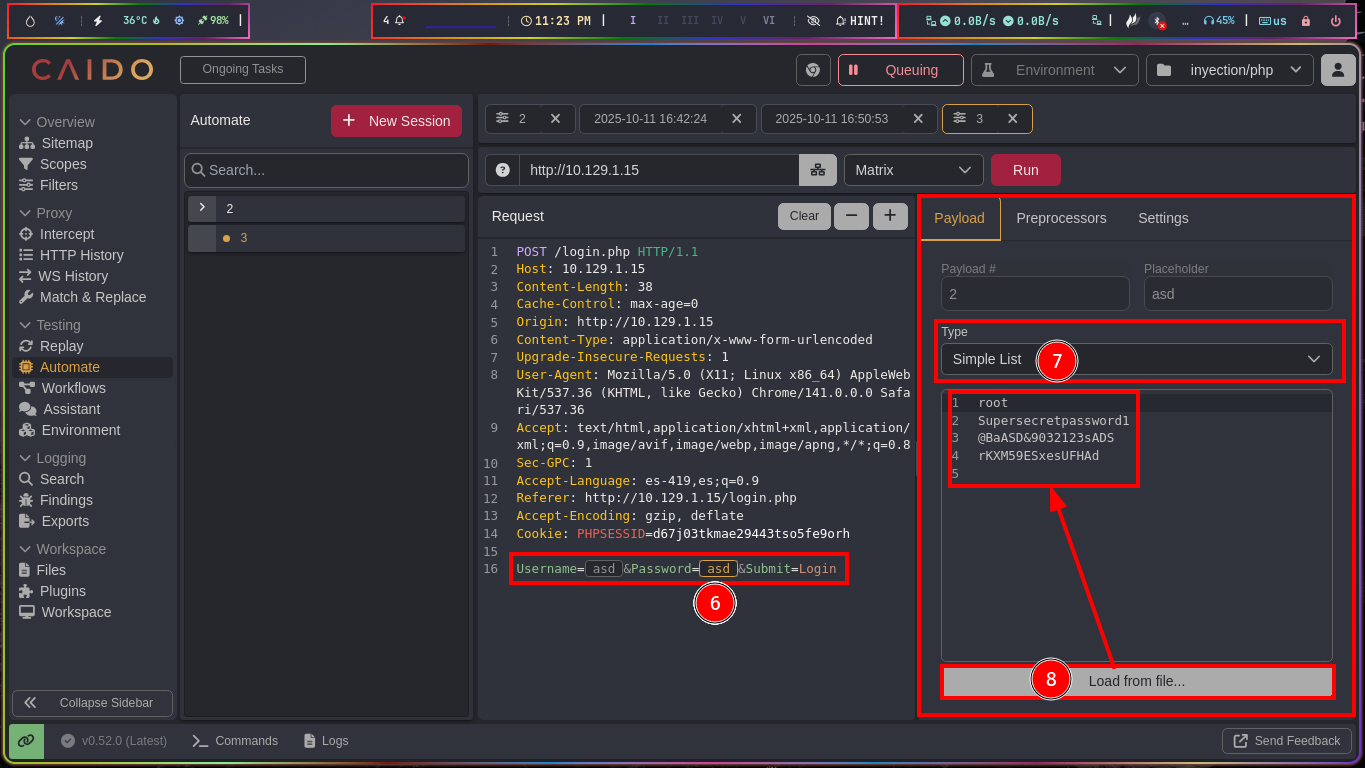 36°C
98%
4
11:23 PM
I II III IV V VI
HINT!
0.0B/s 0.0B/s
...
45%
us
CAIDO
Ongoing Tasks
Queuing
Environment
inyection/php
Overview
Sitemap
Scopes
Filters
Proxy
Intercept
HTTP History
WS History
Match & Replace
Testing
Replay
Automate
Workflows
Assistant
Environment
Logging
Search
Findings
Exports
Workspace
Files
Plugins
Workspace
Collapse Sidebar
Automate
New Session
Search...
2
3
2
2025-10-11 16:42:24
2025-10-11 16:50:53
3
http://10.129.1.15
Matrix
Run
Request
Clear
1 POST /login.php HTTP/1.1
2 Host: 10.129.1.15
3 Content-Length: 38
4 Cache-Control: max-age=0
5 Origin: http://10.129.1.15
6 Content-Type: application/x-www-form-urlencoded
7 Upgrade-Insecure-Requests: 1
8 User-Agent: Mozilla/5.0 (X11; Linux x86_64) AppleWeb
Kit/537.36 (KHTML, like Gecko) Chrome/141.0.0.0 Safa
ri/537.36
9 Accept: text/html,application/xhtml+xml,application/
xml;q=0.9,image/avif,image/webp,image/apng,*/*;q=0.8
10 Sec-GPC: 1
11 Accept-Language: es-419,es;q=0.9
12 Referer: http://10.129.1.15/login.php
13 Accept-Encoding: gzip, deflate
14 Cookie: PHPSESSID=d67j03tkmae29443tso5fe9orh
15
16 Username=asd&Password=asd&Submit=Login
6
Payload
Preprocessors
Settings
Payload #
2
Placeholder
asd
Type
Simple List
7
1 root
2 Supersecretpassword1
3 @BaASD&9032123sADS
4 rKXM59ESxesUFHAd
5
8
Load from file...
v0.52.0 (Latest)
Commands
Logs
Send Feedback